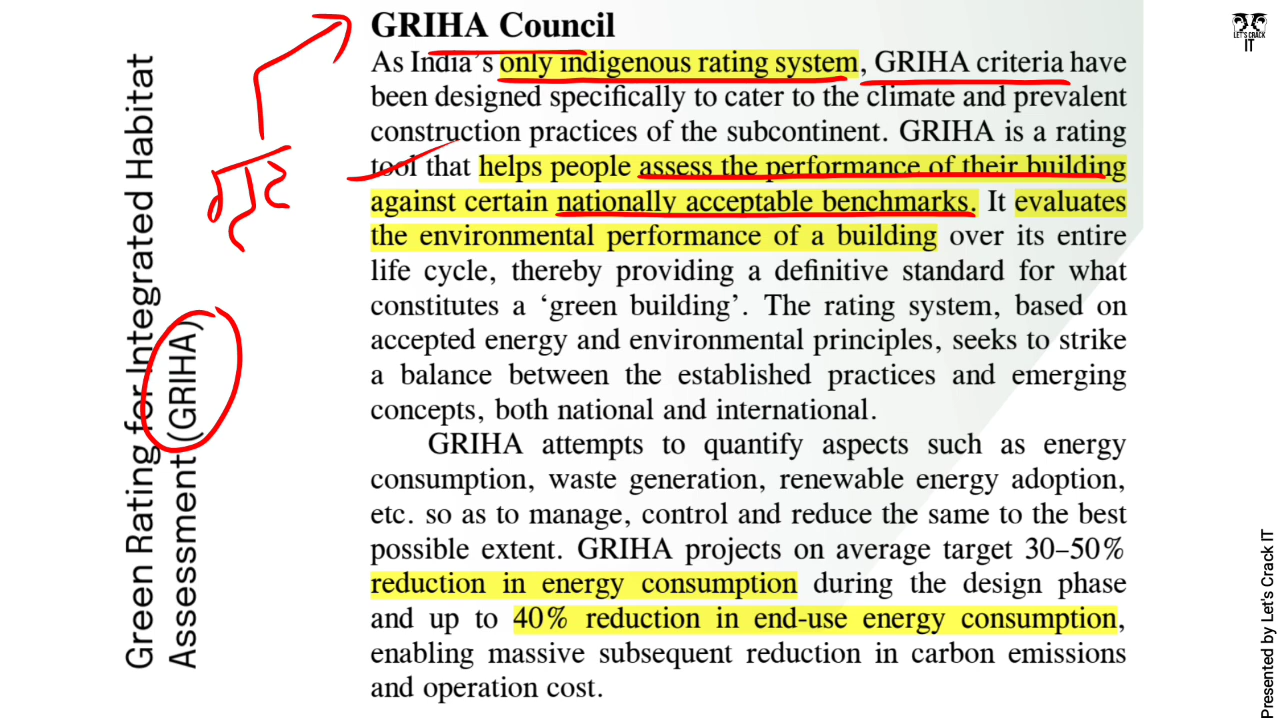 Green Rating for Integrated Habitat
Assessment (GRIHA)
GRIHA Council
As India's only indigenous rating system, GRIHA criteria have
been designed specifically to cater to the climate and prevalent
construction practices of the subcontinent. GRIHA is a rating
tool that helps people assess the performance of their building
against certain nationally acceptable benchmarks. It evaluates
the environmental performance of a building over its entire
life cycle, thereby providing a definitive standard for what
constitutes a ‘green building’. The rating system, based on
accepted energy and environmental principles, seeks to strike
a balance between the established practices and emerging
concepts, both national and international.
GRIHA attempts to quantify aspects such as energy
consumption, waste generation, renewable energy adoption,
etc. so as to manage, control and reduce the same to the best
possible extent. GRIHA projects on average target 30–50%
reduction in energy consumption during the design phase
and up to 40% reduction in end-use energy consumption,
enabling massive subsequent reduction in carbon emissions
and operation cost.
LET'S CRACK
IT
Presented by Let's Crack IT